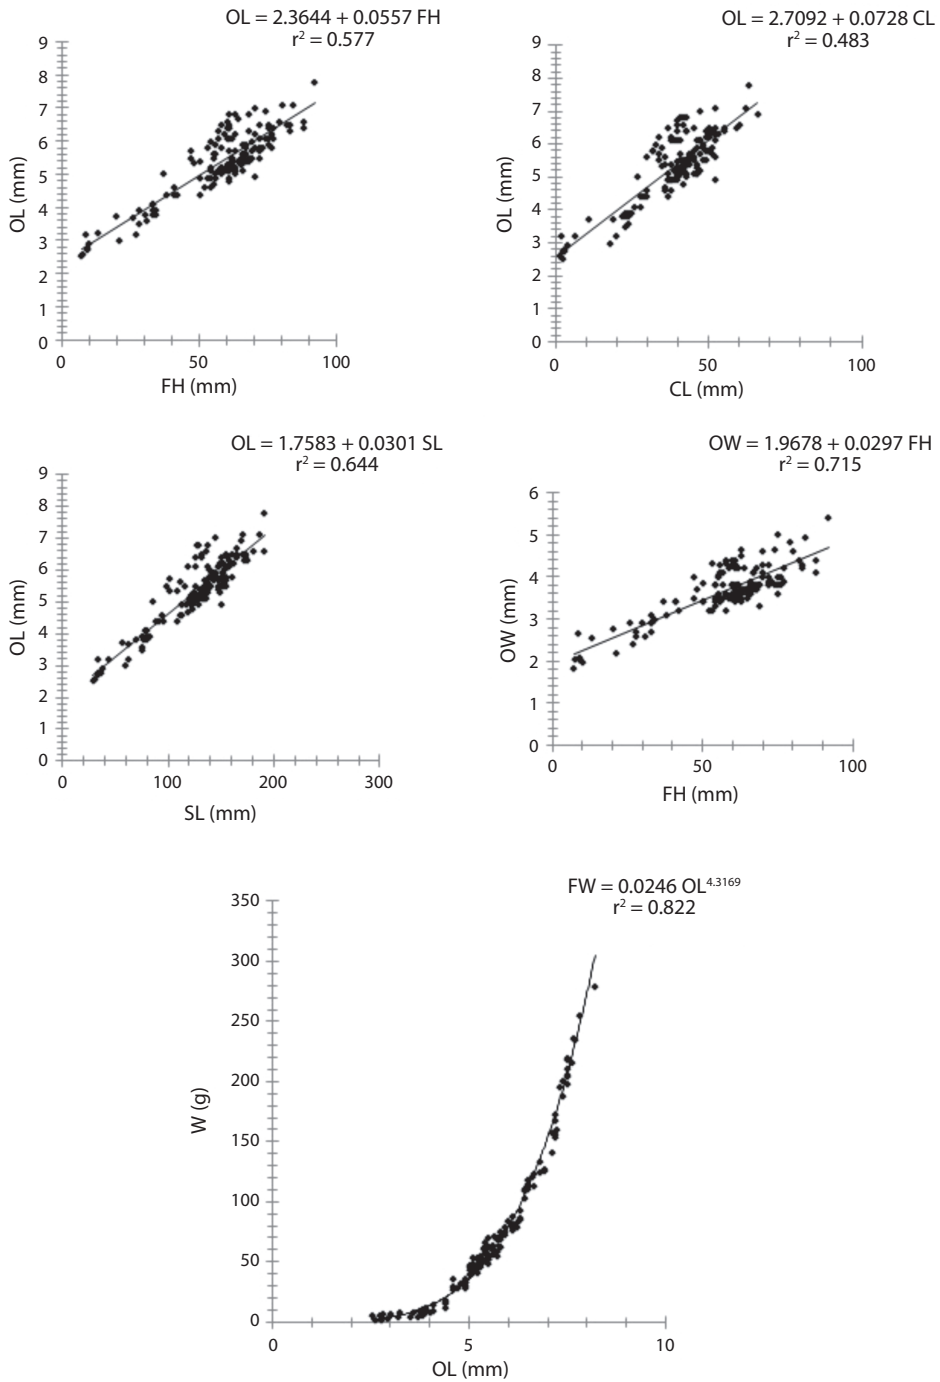 OL = 2.3644 + 0.0557 FH
r² = 0.577
9
8
7
6
5
4
3
2
1
0
OL (mm)
0 50 100
FH (mm)
OL = 2.7092 + 0.0728 CL
r² = 0.483
9
8
7
6
5
4
3
2
1
0
OL (mm)
0 50 100
CL (mm)
OL = 1.7583 + 0.0301 SL
r² = 0.644
9
8
7
6
5
4
3
2
1
0
OL (mm)
0 100 200 300
SL (mm)
OW = 1.9678 + 0.0297 FH
r² = 0.715
6
5
4
3
2
1
0
OW (mm)
0 50 100
FH (mm)
FW = 0.0246 OL⁴·³¹⁶⁹
r² = 0.822
350
300
250
200
150
100
50
0
W (g)
0 5 10
OL (mm)